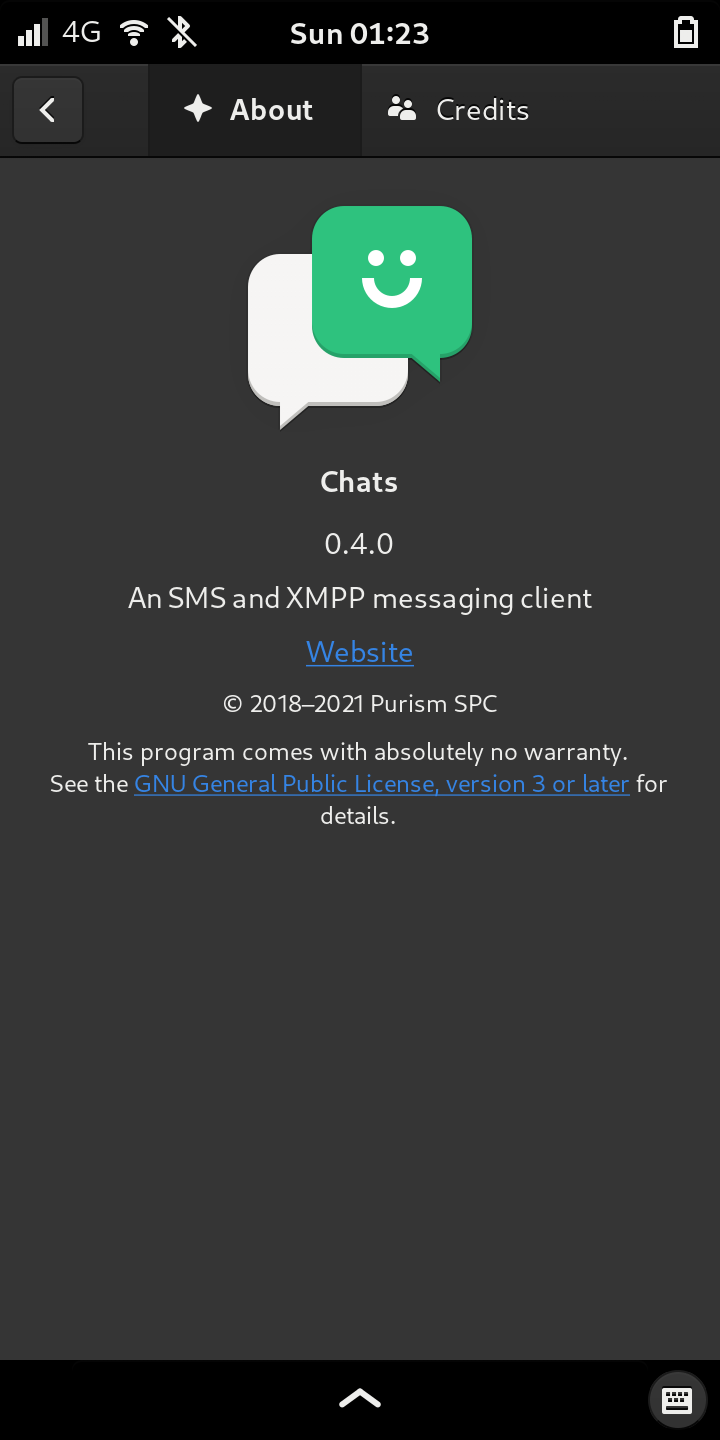 4G Sun 01:23
About Credits
Chats
0.4.0
An SMS and XMPP messaging client
Website
© 2018–2021 Purism SPC
This program comes with absolutely no warranty.
See the GNU General Public License, version 3 or later for
details.